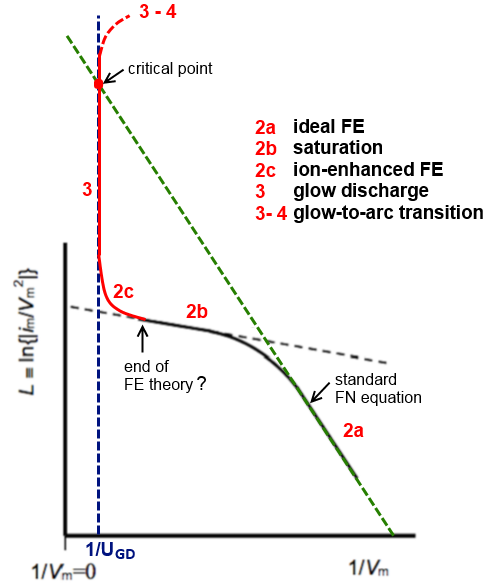 3 - 4
critical point
2a ideal FE
2b saturation
2c ion-enhanced FE
3 glow discharge
3- 4 glow-to-arc transition
3
2c
2b
L ≡ ln{|iₘ/Vₘ²|}
end of
FE theory ?
standard
FN equation
2a
1/U_GD
1/Vₘ=0
1/Vₘ